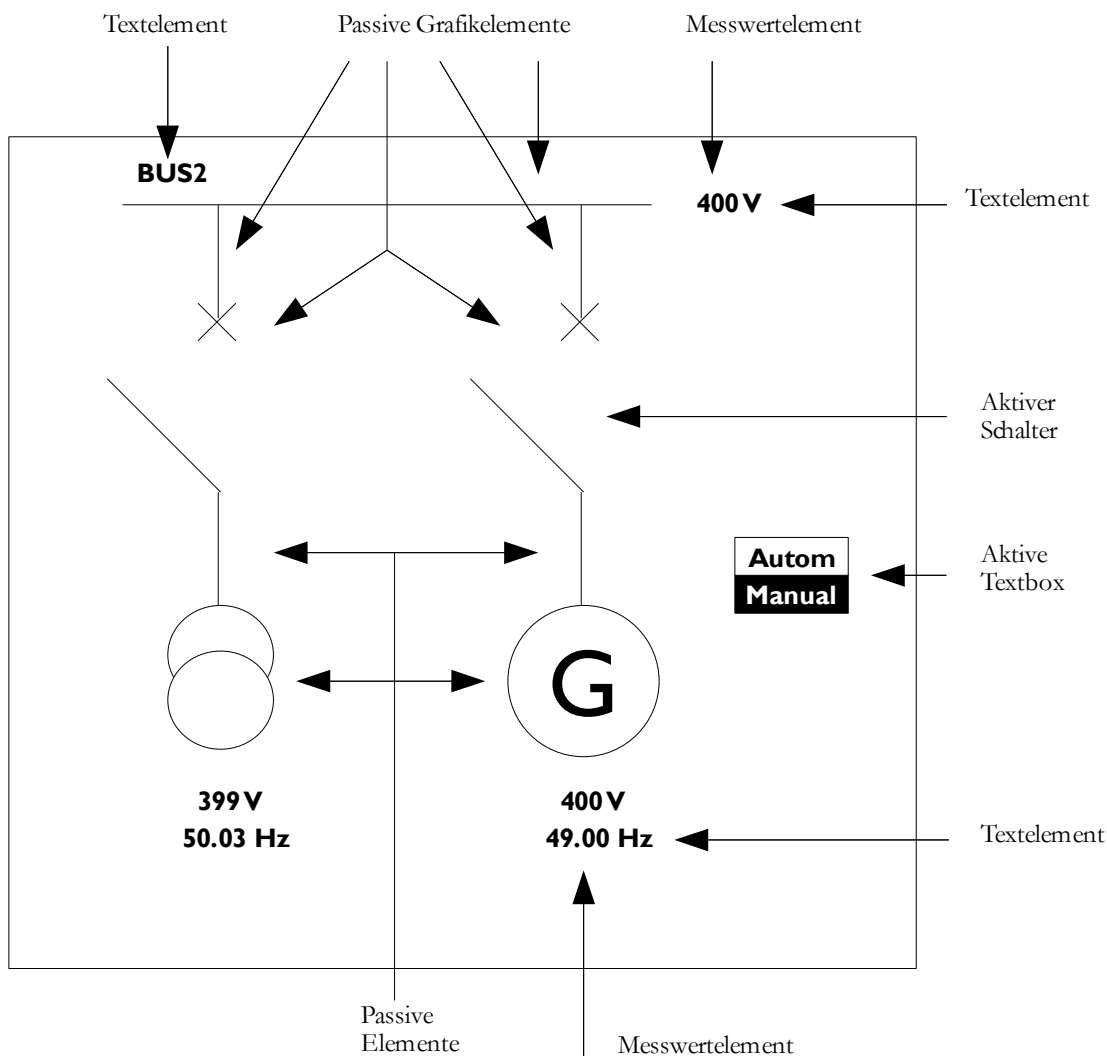 Textelement
Passive Grafikelemente
Messwertelement
BUS2
400 V
Textelement
Aktiver
Schalter
Autom
Manual
Aktive
Textbox
G
399 V
50.03 Hz
400 V
49.00 Hz
Textelement
Passive
Elemente
Messwertelement